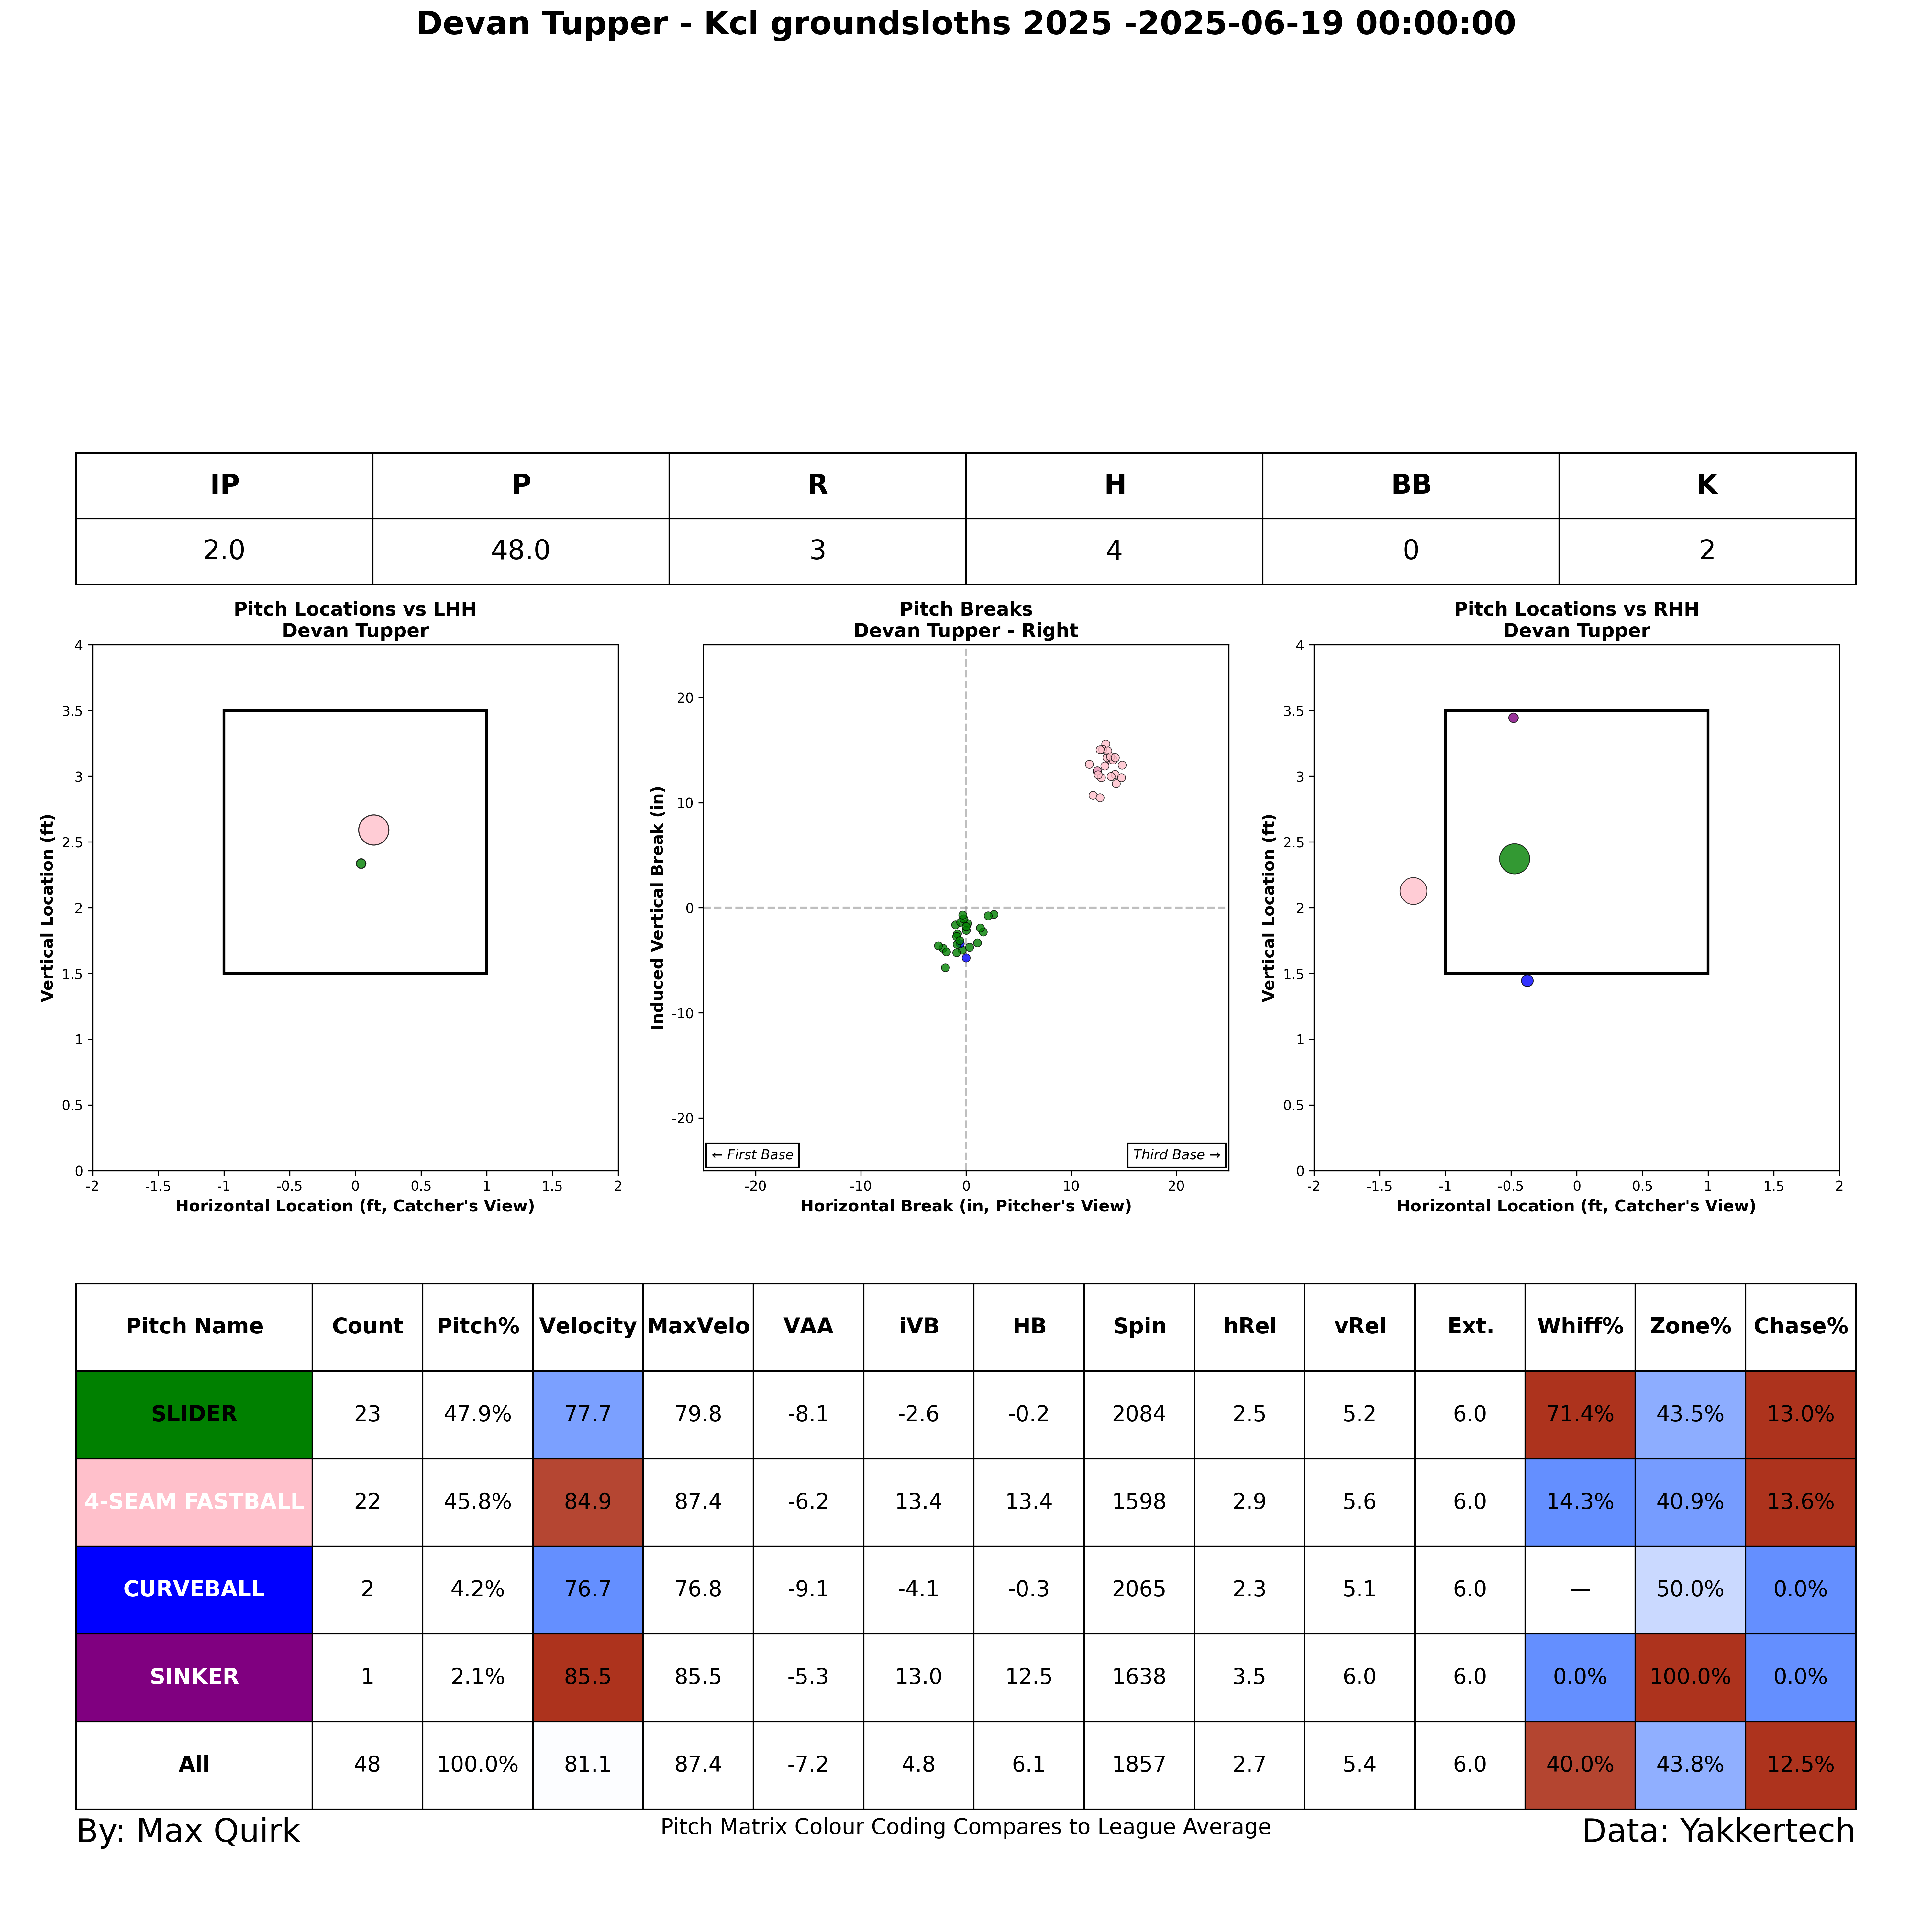 Devan Tupper - Kcl groundsloths 2025 -2025-06-19 00:00:00
IP P R H BB K
2.0 48.0 3 4 0 2
Pitch Locations vs LHH
Devan Tupper
4
3.5
3
2.5
2
1.5
1
0.5
0
Vertical Location (ft)
-2 -1.5 -1 -0.5 0 0.5 1 1.5 2
Horizontal Location (ft, Catcher's View)
Pitch Breaks
Devan Tupper - Right
20
10
0
-10
-20
Induced Vertical Break (in)
← First Base
Third Base →
-20 -10 0 10 20
Horizontal Break (in, Pitcher's View)
Pitch Locations vs RHH
Devan Tupper
4
3.5
3
2.5
2
1.5
1
0.5
0
Vertical Location (ft)
-2 -1.5 -1 -0.5 0 0.5 1 1.5 2
Horizontal Location (ft, Catcher's View)
Pitch Name Count Pitch% Velocity MaxVelo VAA iVB HB Spin hRel vRel Ext. Whiff% Zone% Chase%
SLIDER 23 47.9% 77.7 79.8 -8.1 -2.6 -0.2 2084 2.5 5.2 6.0 71.4% 43.5% 13.0%
4-SEAM FASTBALL 22 45.8% 84.9 87.4 -6.2 13.4 13.4 1598 2.9 5.6 6.0 14.3% 40.9% 13.6%
CURVEBALL 2 4.2% 76.7 76.8 -9.1 -4.1 -0.3 2065 2.3 5.1 6.0 — 50.0% 0.0%
SINKER 1 2.1% 85.5 85.5 -5.3 13.0 12.5 1638 3.5 6.0 6.0 0.0% 100.0% 0.0%
All 48 100.0% 81.1 87.4 -7.2 4.8 6.1 1857 2.7 5.4 6.0 40.0% 43.8% 12.5%
By: Max Quirk
Pitch Matrix Colour Coding Compares to League Average
Data: Yakkertech